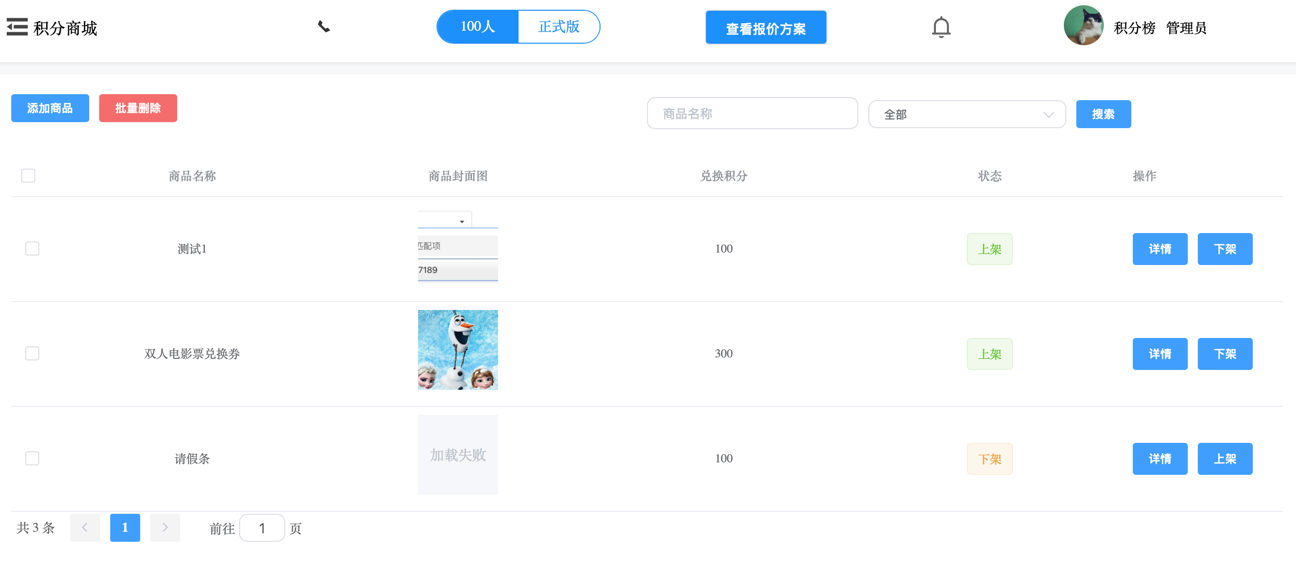 积分商城
100人 正式版
查看报价方案
积分榜 管理员
添加商品 批量删除
商品名称 全部 搜索
商品名称 商品封面图 兑换积分 状态 操作
匹配项
7189
测试1 100 上架 详情 下架
双人电影票兑换券 300 上架 详情 下架
请假条 加载失败 100 下架 详情 上架
共 3 条 1 前往 1 页